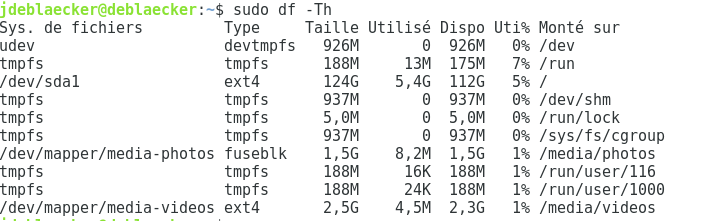 jdeblaecker@deblaecker:~$ sudo df -Th
Sys. de fichiers Type Taille Utilisé Dispo Uti% Monté sur
udev devtmpfs 926M 0 926M 0% /dev
tmpfs tmpfs 188M 13M 175M 7% /run
/dev/sda1 ext4 124G 5,4G 112G 5% /
tmpfs tmpfs 937M 0 937M 0% /dev/shm
tmpfs tmpfs 5,0M 0 5,0M 0% /run/lock
tmpfs tmpfs 937M 0 937M 0% /sys/fs/cgroup
/dev/mapper/media-photos fuseblk 1,5G 8,2M 1,5G 1% /media/photos
tmpfs tmpfs 188M 16K 188M 1% /run/user/116
tmpfs tmpfs 188M 24K 188M 1% /run/user/1000
/dev/mapper/media-videos ext4 2,5G 4,5M 2,3G 1% /media/videos